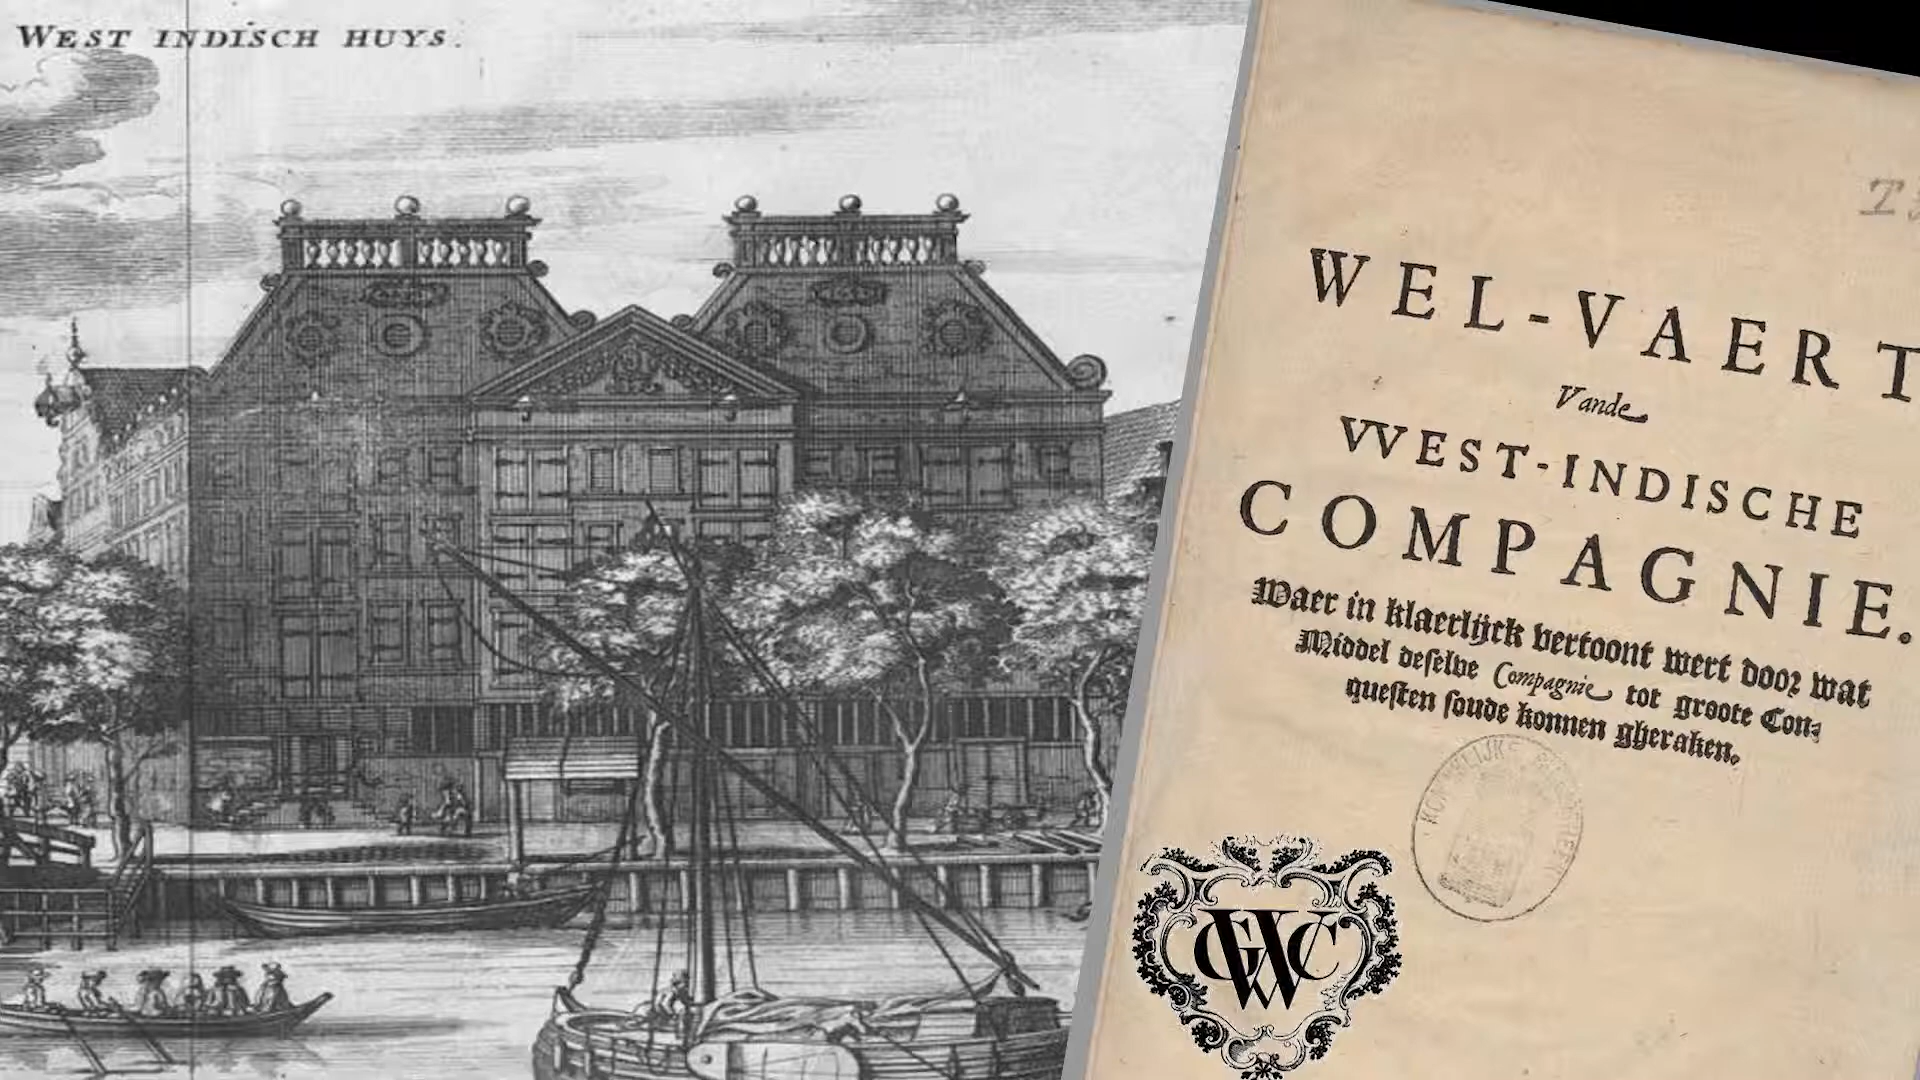 WEST INDISCH HUYS.
WEL-VAERT
Vande
VVEST-INDISCHE
COMPAGNIE.
Waer in klaerlijck vertoont wert door wat
Middel deselve Compagnie tot groote Con-
questen soude konnen gheraken.
GWC